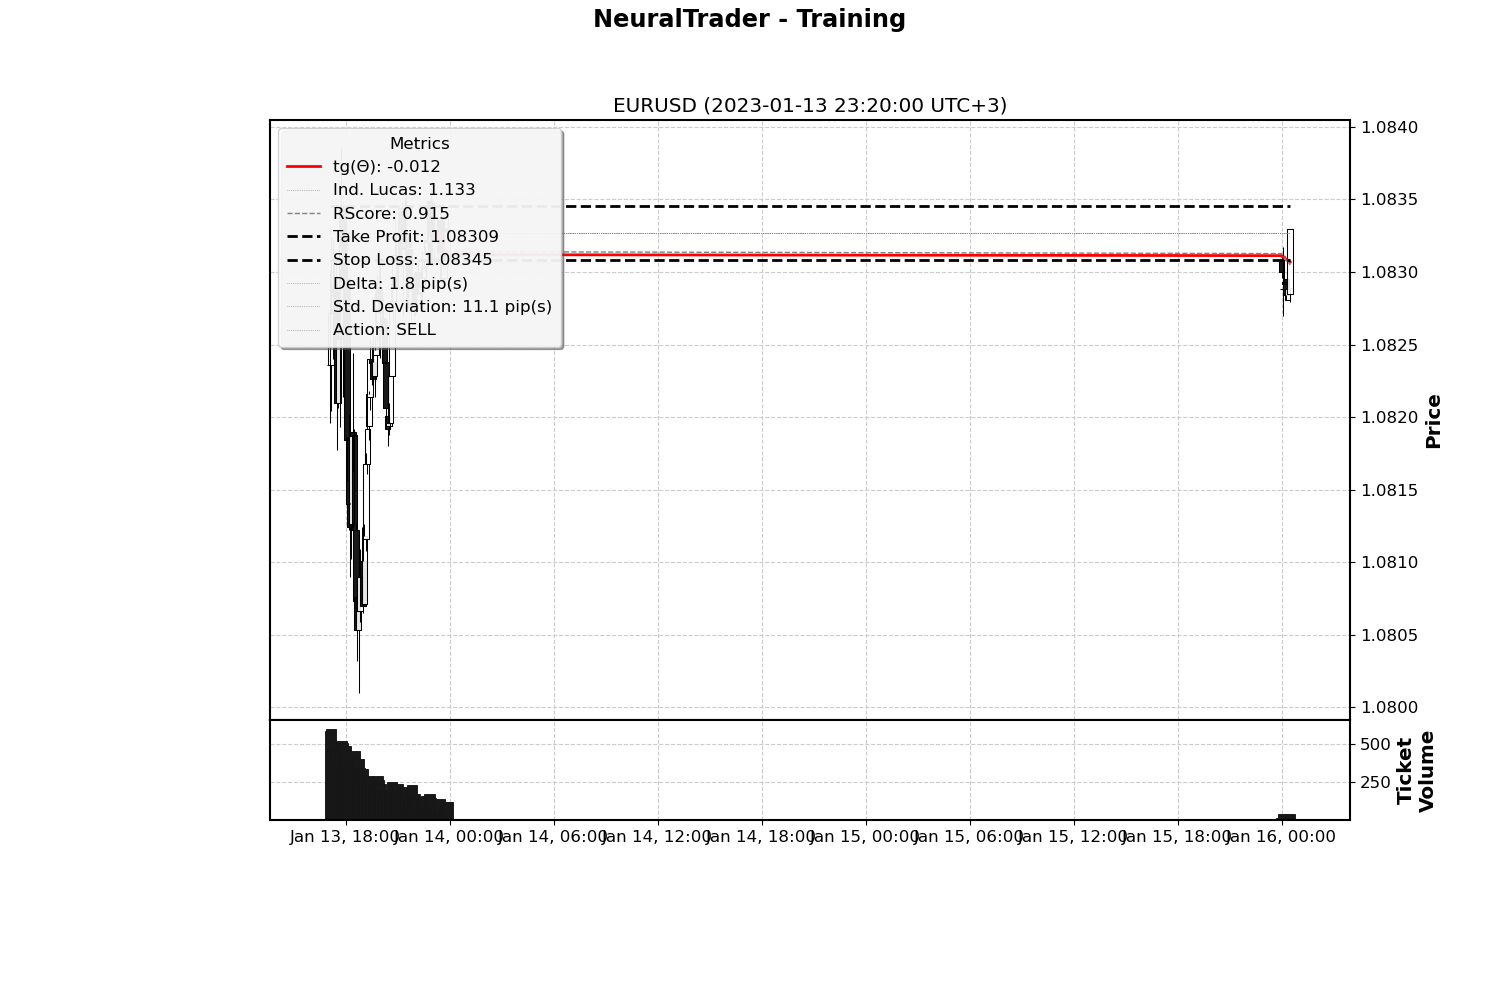 NeuralTrader - Training
EURUSD (2023-01-13 23:20:00 UTC+3)
Metrics
tg(Θ): -0.012
Ind. Lucas: 1.133
RScore: 0.915
Take Profit: 1.08309
Stop Loss: 1.08345
Delta: 1.8 pip(s)
Std. Deviation: 11.1 pip(s)
Action: SELL
1.0840
1.0835
1.0830
1.0825
1.0820
1.0815
1.0810
1.0805
1.0800
Price
500
250
Ticket
Volume
Jan 13, 18:00
Jan 14, 00:00
Jan 14, 06:00
Jan 14, 12:00
Jan 14, 18:00
Jan 15, 00:00
Jan 15, 06:00
Jan 15, 12:00
Jan 15, 18:00
Jan 16, 00:00